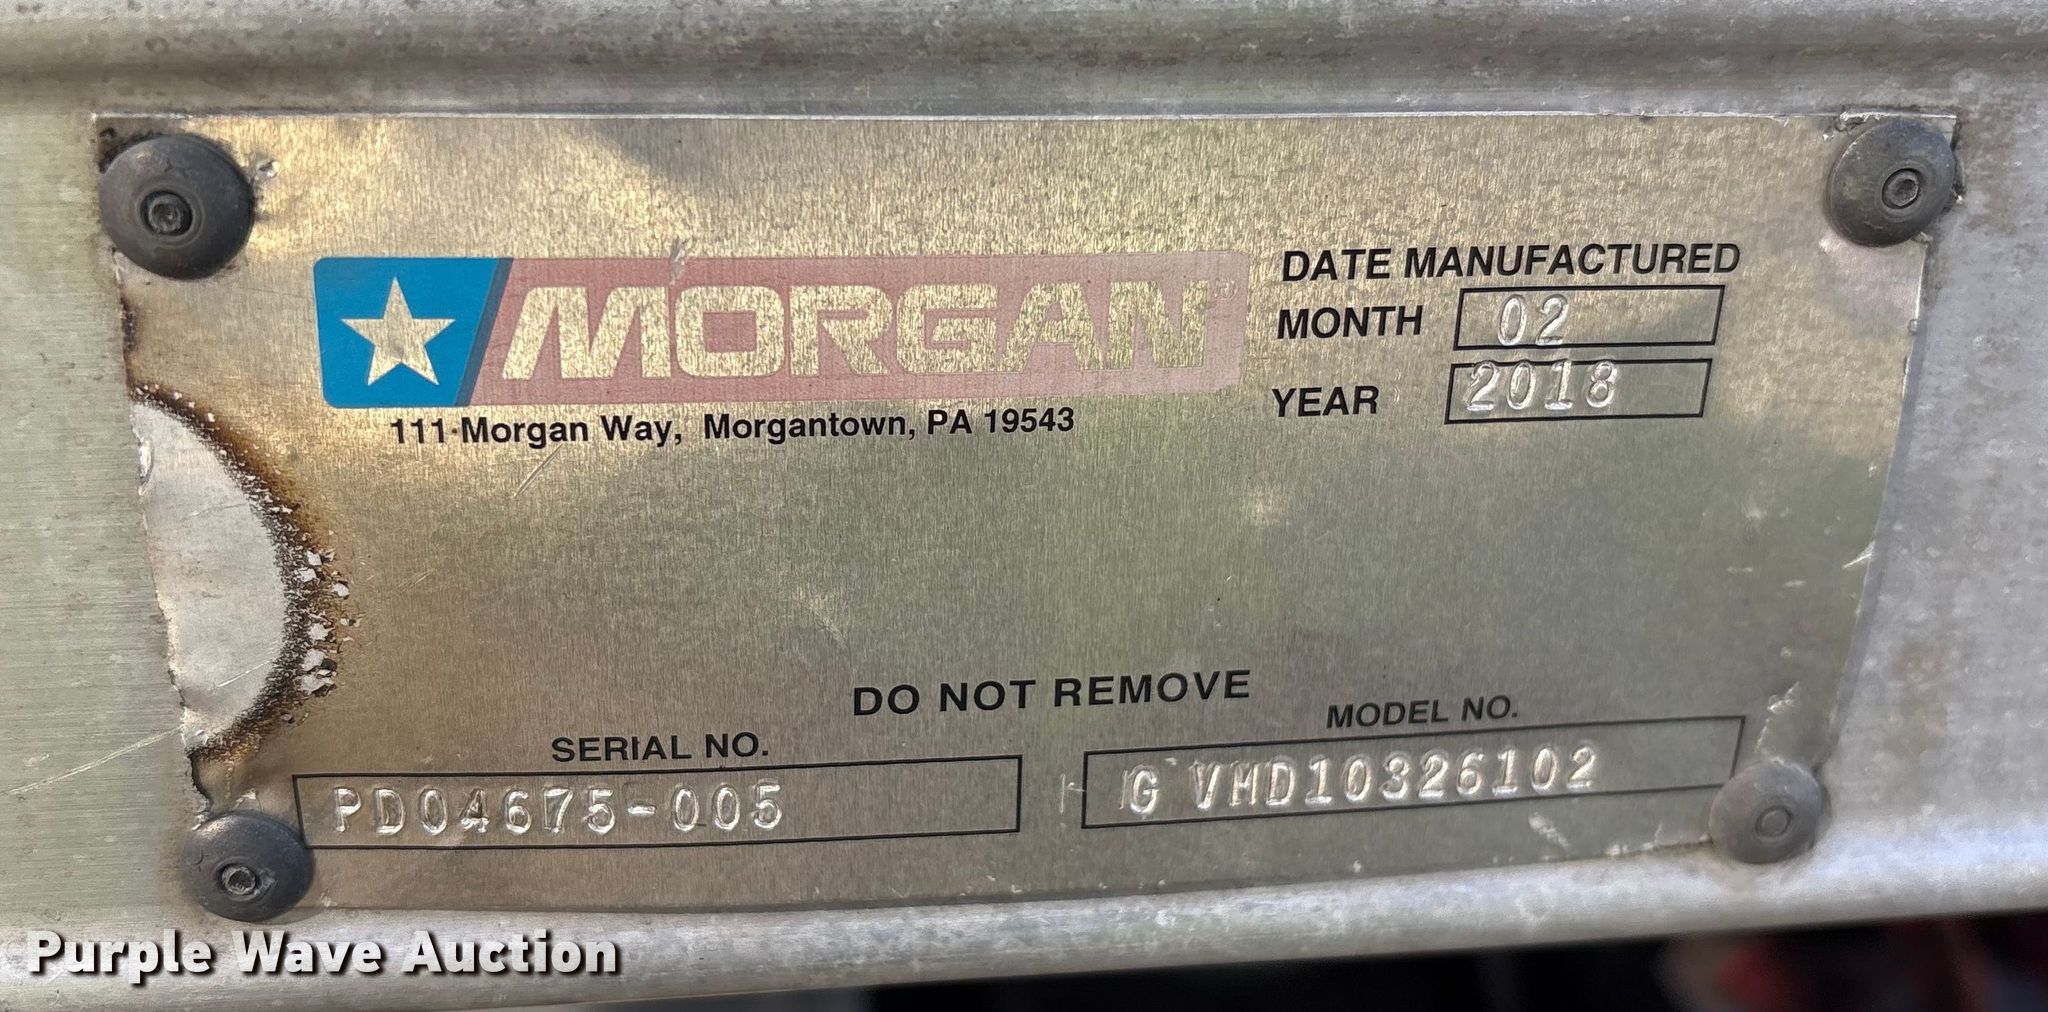 MORGAN
111 Morgan Way, Morgantown, PA 19543
DATE MANUFACTURED
MONTH 02
YEAR 2018
DO NOT REMOVE
SERIAL NO.
PD04675-005
MODEL NO.
G VHD10326102
Purple Wave Auction